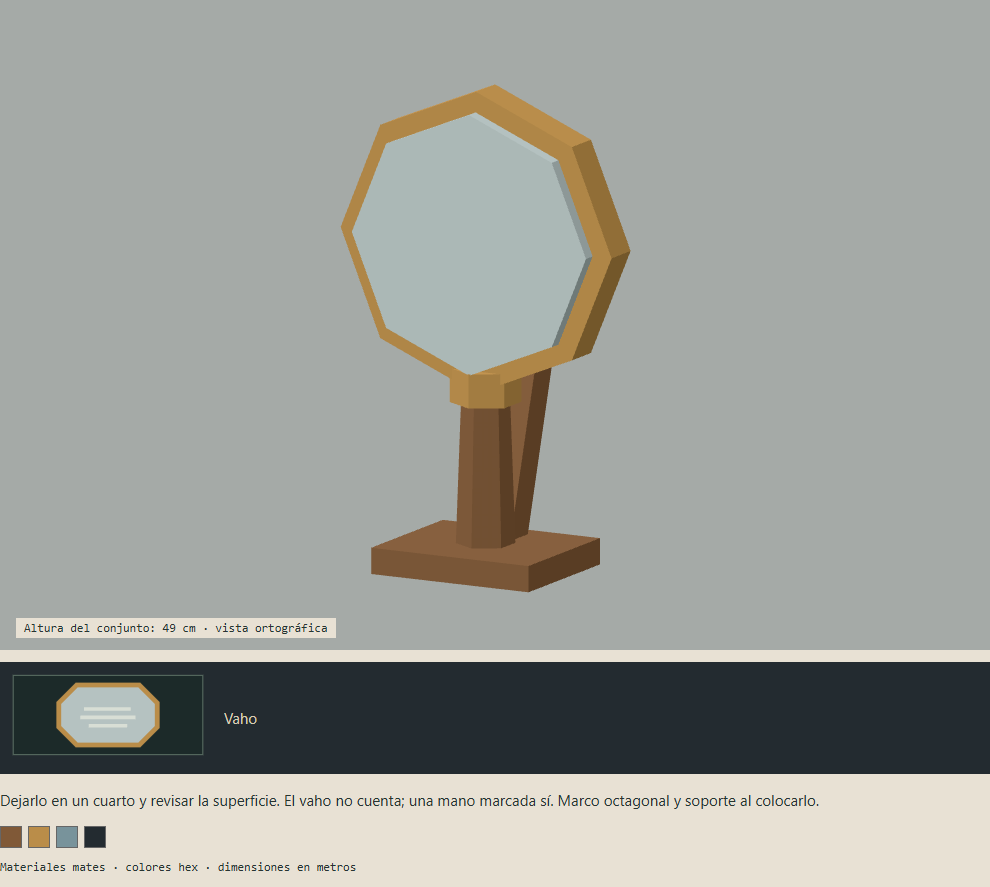 Altura del conjunto: 49 cm · vista ortográfica
Vaho
Dejarlo en un cuarto y revisar la superficie. El vaho no cuenta; una mano marcada sí. Marco octagonal y soporte al colocarlo.
Materiales mates · colores hex · dimensiones en metros